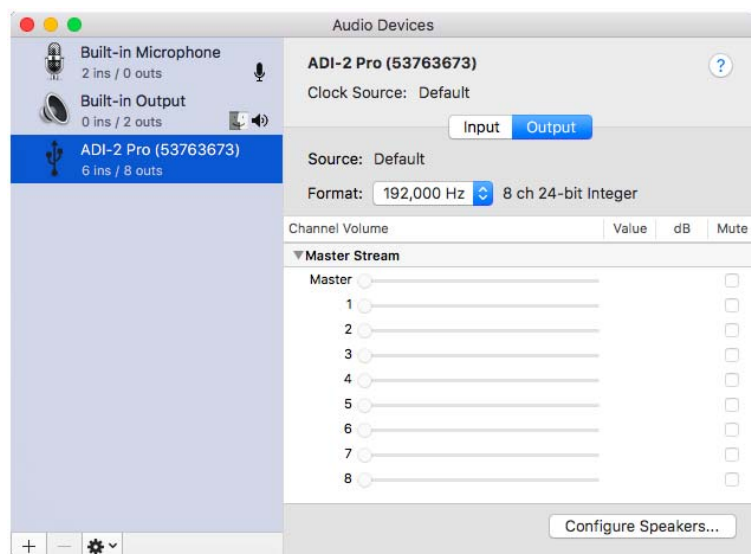 Audio Devices
Built-in Microphone
2 ins / 0 outs
Built-in Output
0 ins / 2 outs
ADI-2 Pro (53763673)
6 ins / 8 outs
ADI-2 Pro (53763673)
?
Clock Source: Default
Input Output
Source: Default
Format: 192,000 Hz 8 ch 24-bit Integer
Channel Volume Value dB Mute
Master Stream
Master
1
2
3
4
5
6
7
8
Configure Speakers...